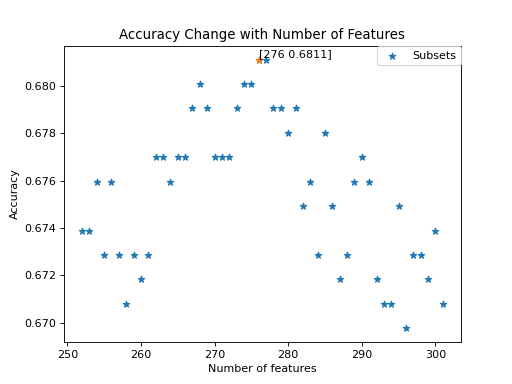 Accuracy Change with Number of Features
[276 0.6811]
Subsets
0.680
0.678
0.676
0.674
0.672
0.670
Accuracy
250 260 270 280 290 300
Number of features